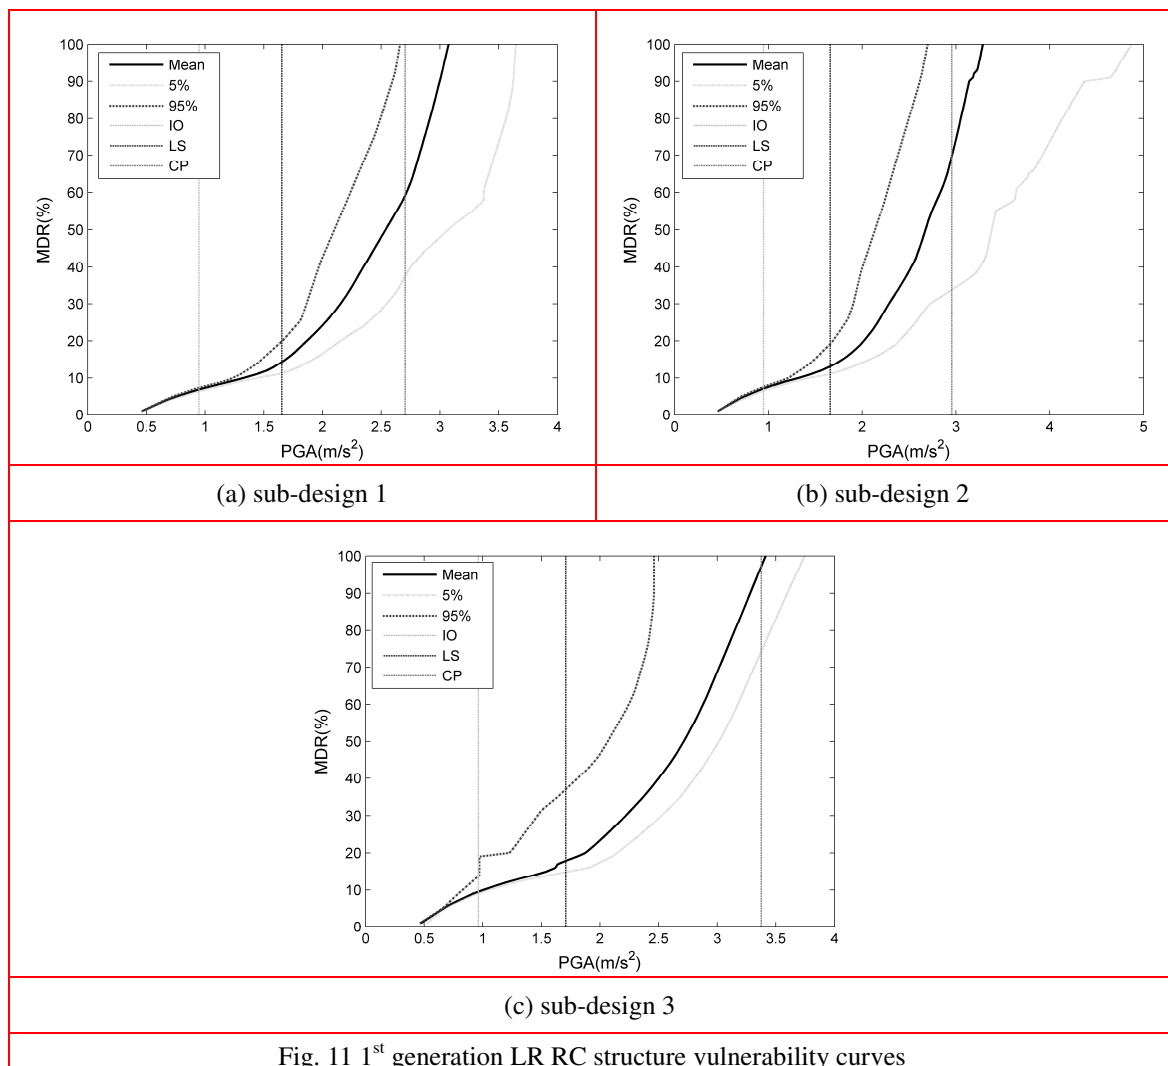 100
90
80
70
60
50
40
30
20
10
0
MDR(%)
Mean
5%
95%
IO
LS
CP
0 0.5 1 1.5 2 2.5 3 3.5 4
PGA(m/s²)
(a) sub-design 1
100
90
80
70
60
50
40
30
20
10
0
MDR(%)
Mean
5%
95%
IO
LS
CP
0 1 2 3 4 5
PGA(m/s²)
(b) sub-design 2
100
90
80
70
60
50
40
30
20
10
0
MDR(%)
Mean
5%
95%
IO
LS
CP
0 0.5 1 1.5 2 2.5 3 3.5 4
PGA(m/s²)
(c) sub-design 3
Fig. 11 1st generation LR RC structure vulnerability curves